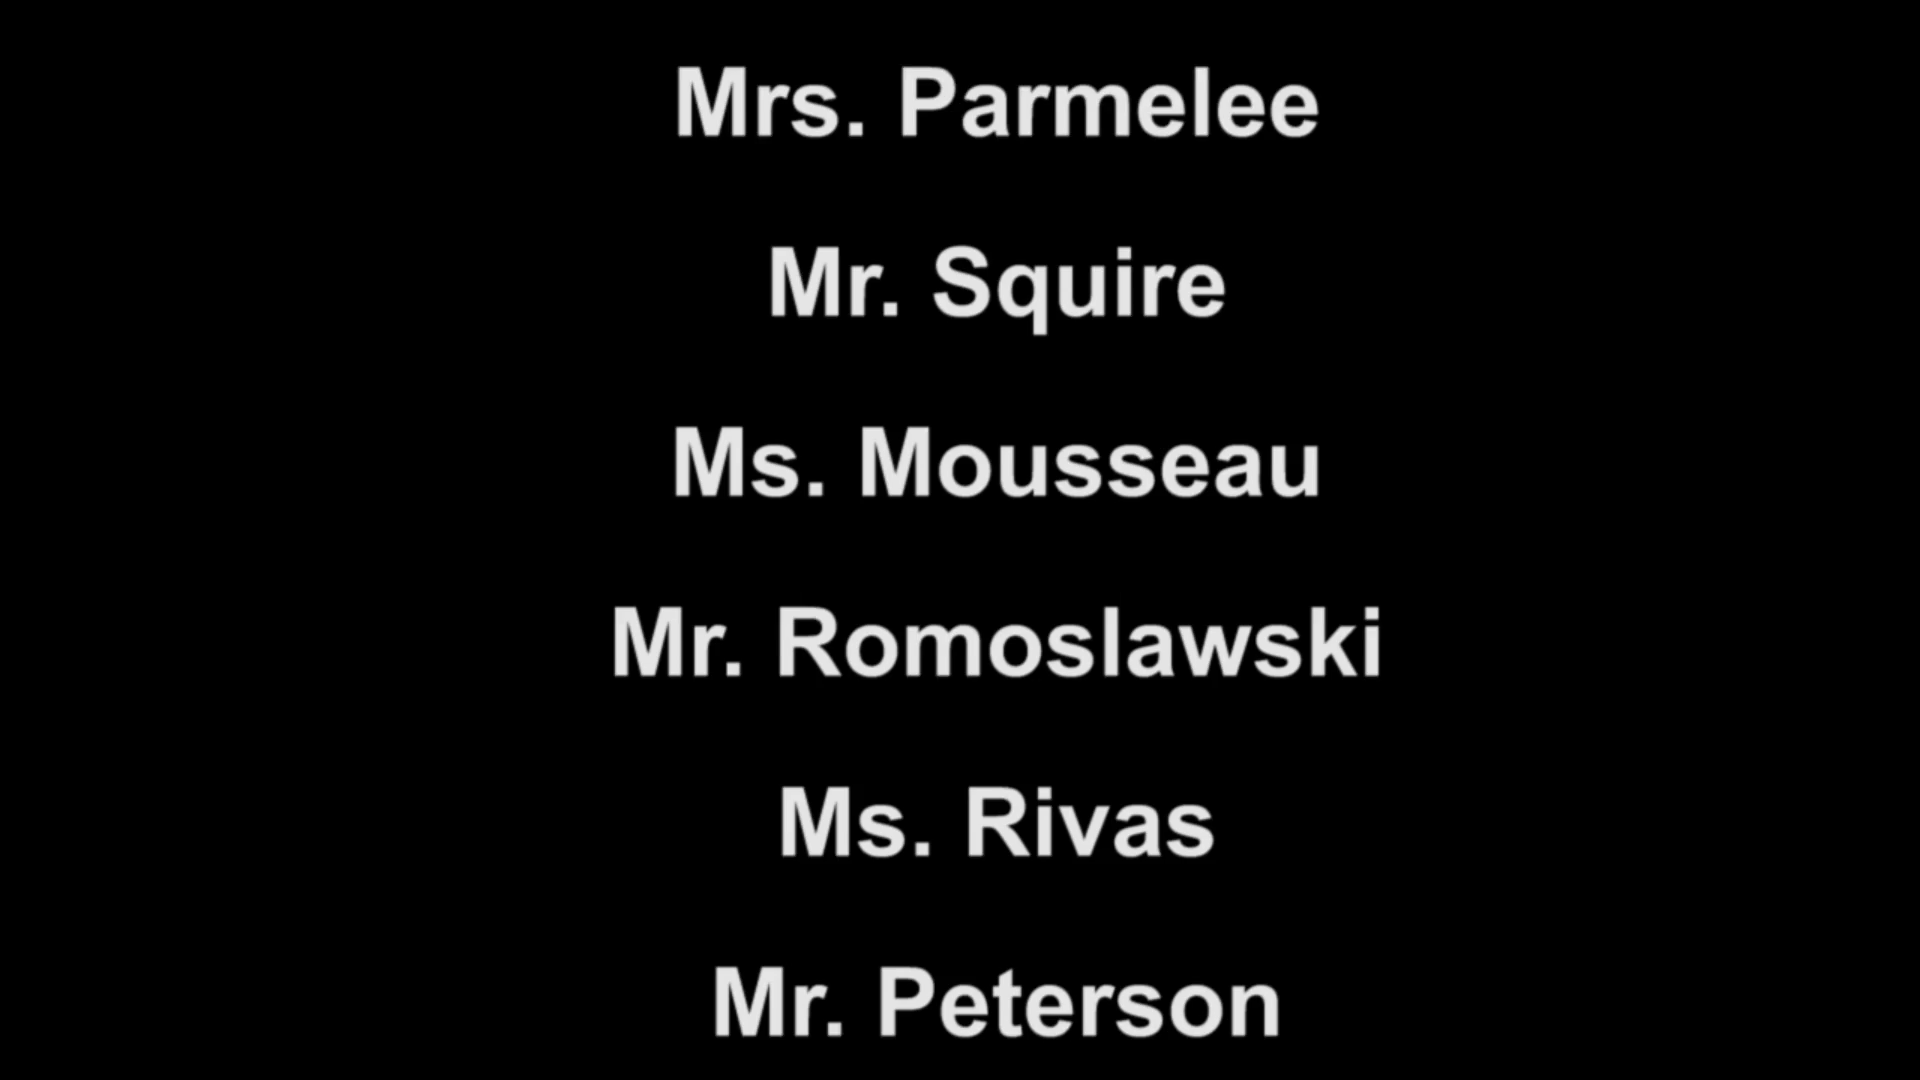 Mrs. Parmelee
Mr. Squire
Ms. Mousseau
Mr. Romoslawski
Ms. Rivas
Mr. Peterson